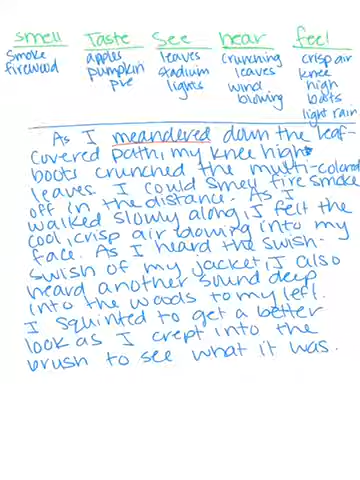 smell Taste See hear feel
smoke apples leaves crunching crisp air
firewood pumpkin stadium leaves knee
pie lights wind high
blowing boots
light rain
As I meandered down the leaf-
covered path, my knee high
boots crunched the multi-colored
leaves. I could smell fire smoke
off in the distance. As I
walked slowly along, I felt the
cool, crisp air blowing into my
face. As I heard the swish-
swish of my jacket, I also
heard another sound deep
into the woods to my left.
I squinted to get a better
look as I crept into the
brush to see what it was.